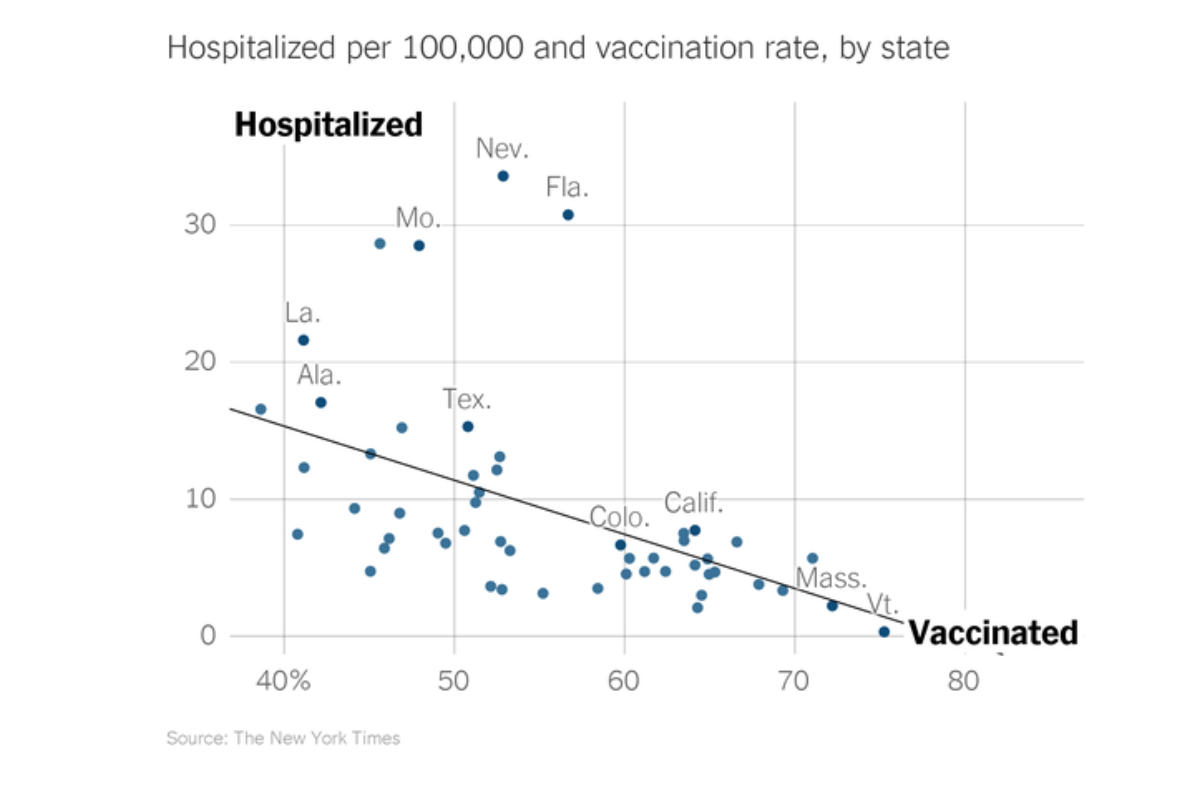 Hospitalized per 100,000 and vaccination rate, by state
Hospitalized
Nev.
Fla.
30
Mo.
La.
20
Ala.
Tex.
10
Colo.
Calif.
Mass.
Vt.
0
Vaccinated
40%
50
60
70
80
Source: The New York Times